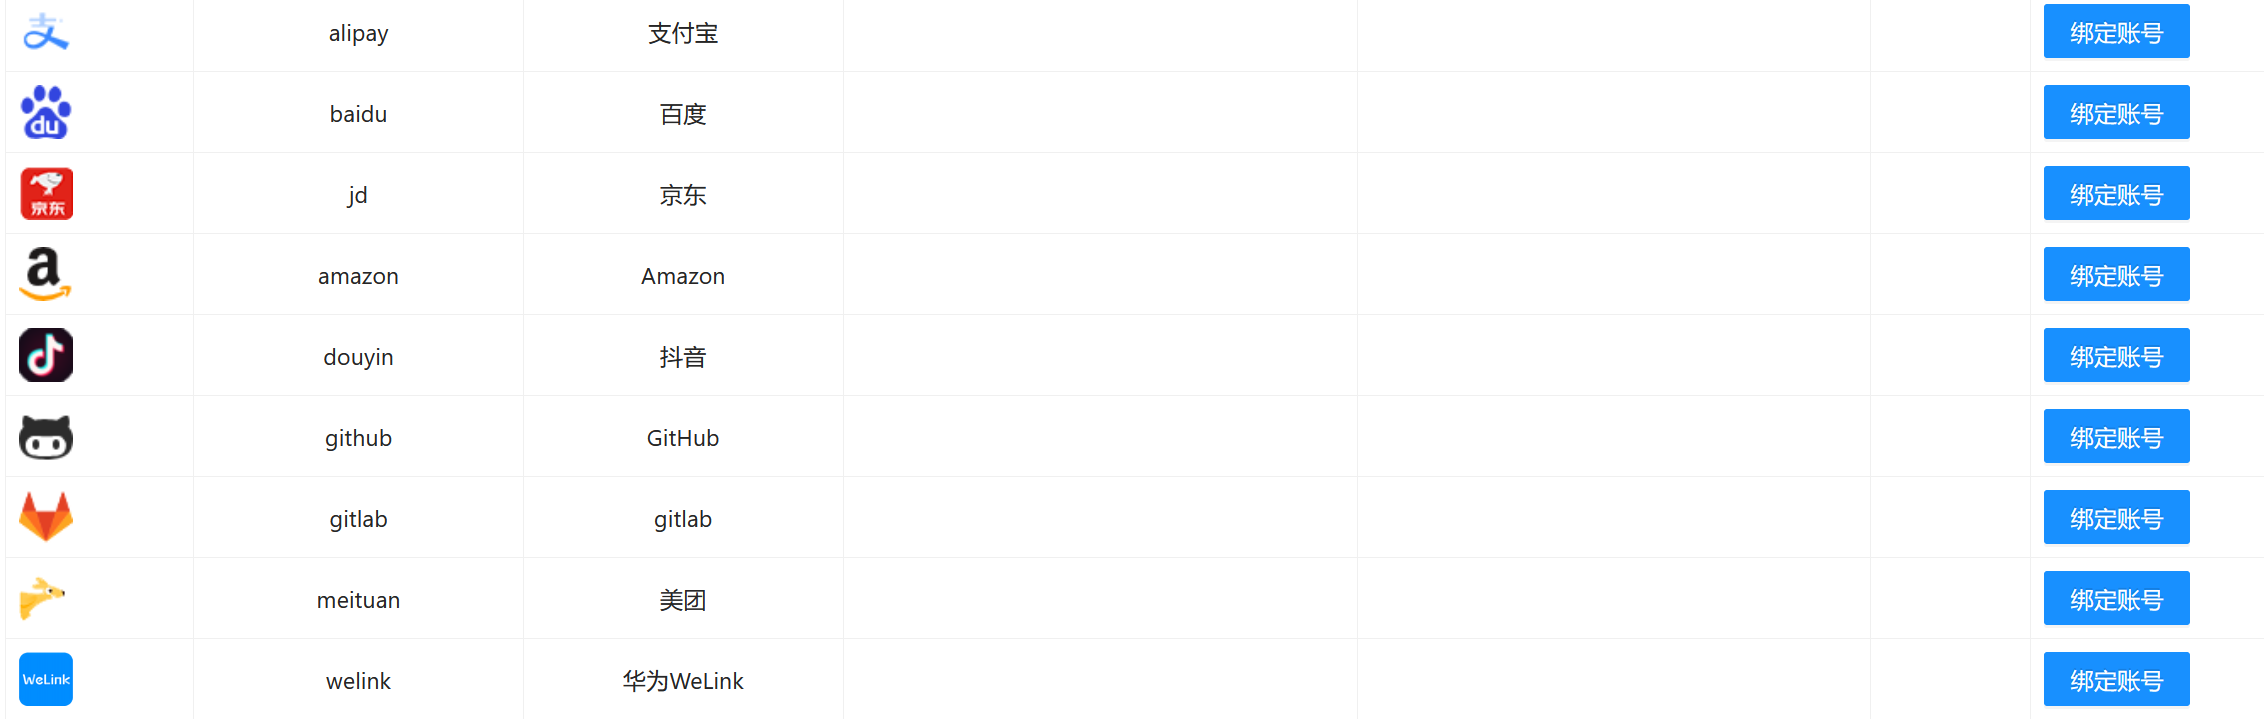 支 alipay 支付宝 绑定账号
du baidu 百度 绑定账号
京东 jd 京东 绑定账号
a amazon Amazon 绑定账号
douyin 抖音 绑定账号
github GitHub 绑定账号
gitlab gitlab 绑定账号
meituan 美团 绑定账号
WeLink welink 华为WeLink 绑定账号